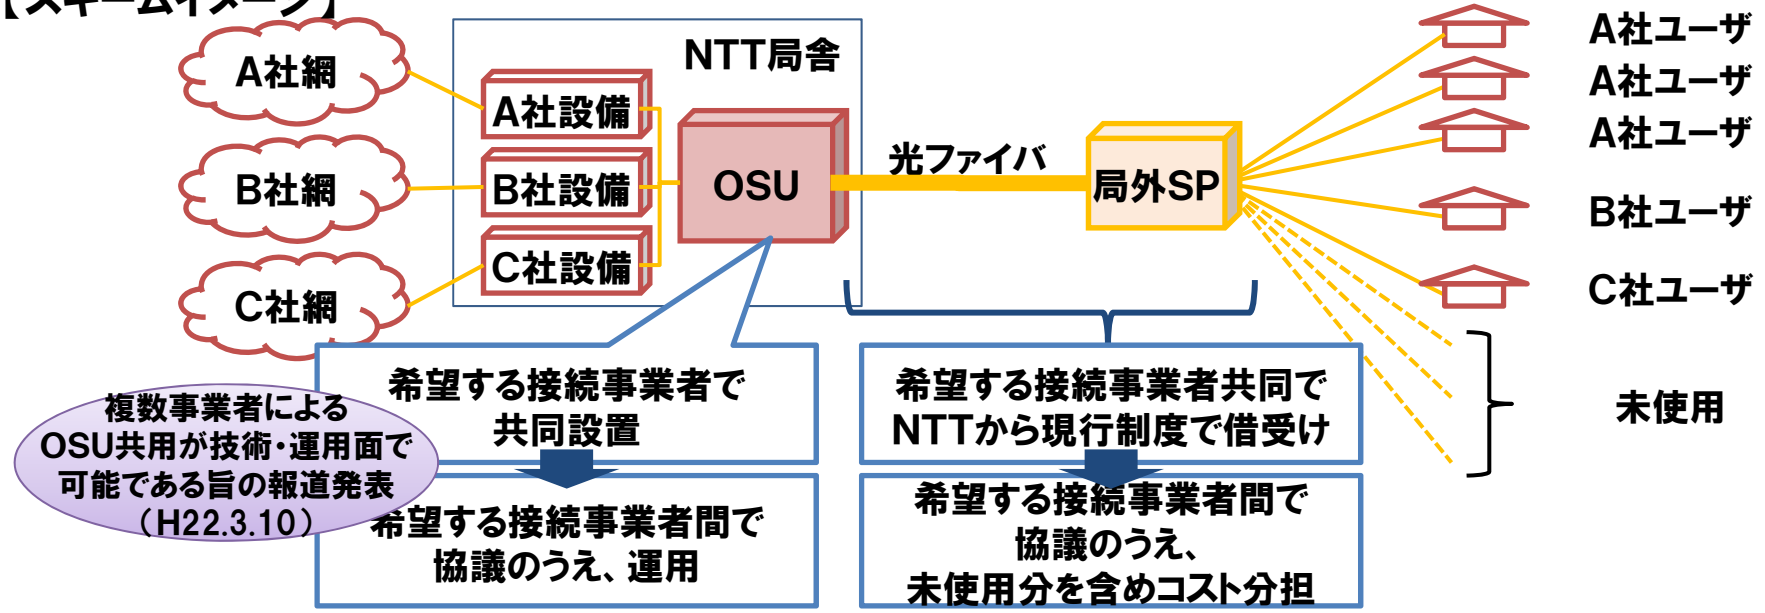 【スキームイメージ】
NTT局舎
A社網
B社網
C社網
A社設備
B社設備
C社設備
OSU
光ファイバ
局外SP
A社ユーザ
A社ユーザ
A社ユーザ
B社ユーザ
C社ユーザ
未使用
複数事業者による
OSU共用が技術・運用面で
可能である旨の報道発表
（H22.3.10）
希望する接続事業者で
共同設置
希望する接続事業者間で
協議のうえ、運用
希望する接続事業者共同で
NTTから現行制度で借受け
希望する接続事業者間で
協議のうえ、
未使用分を含めコスト分担